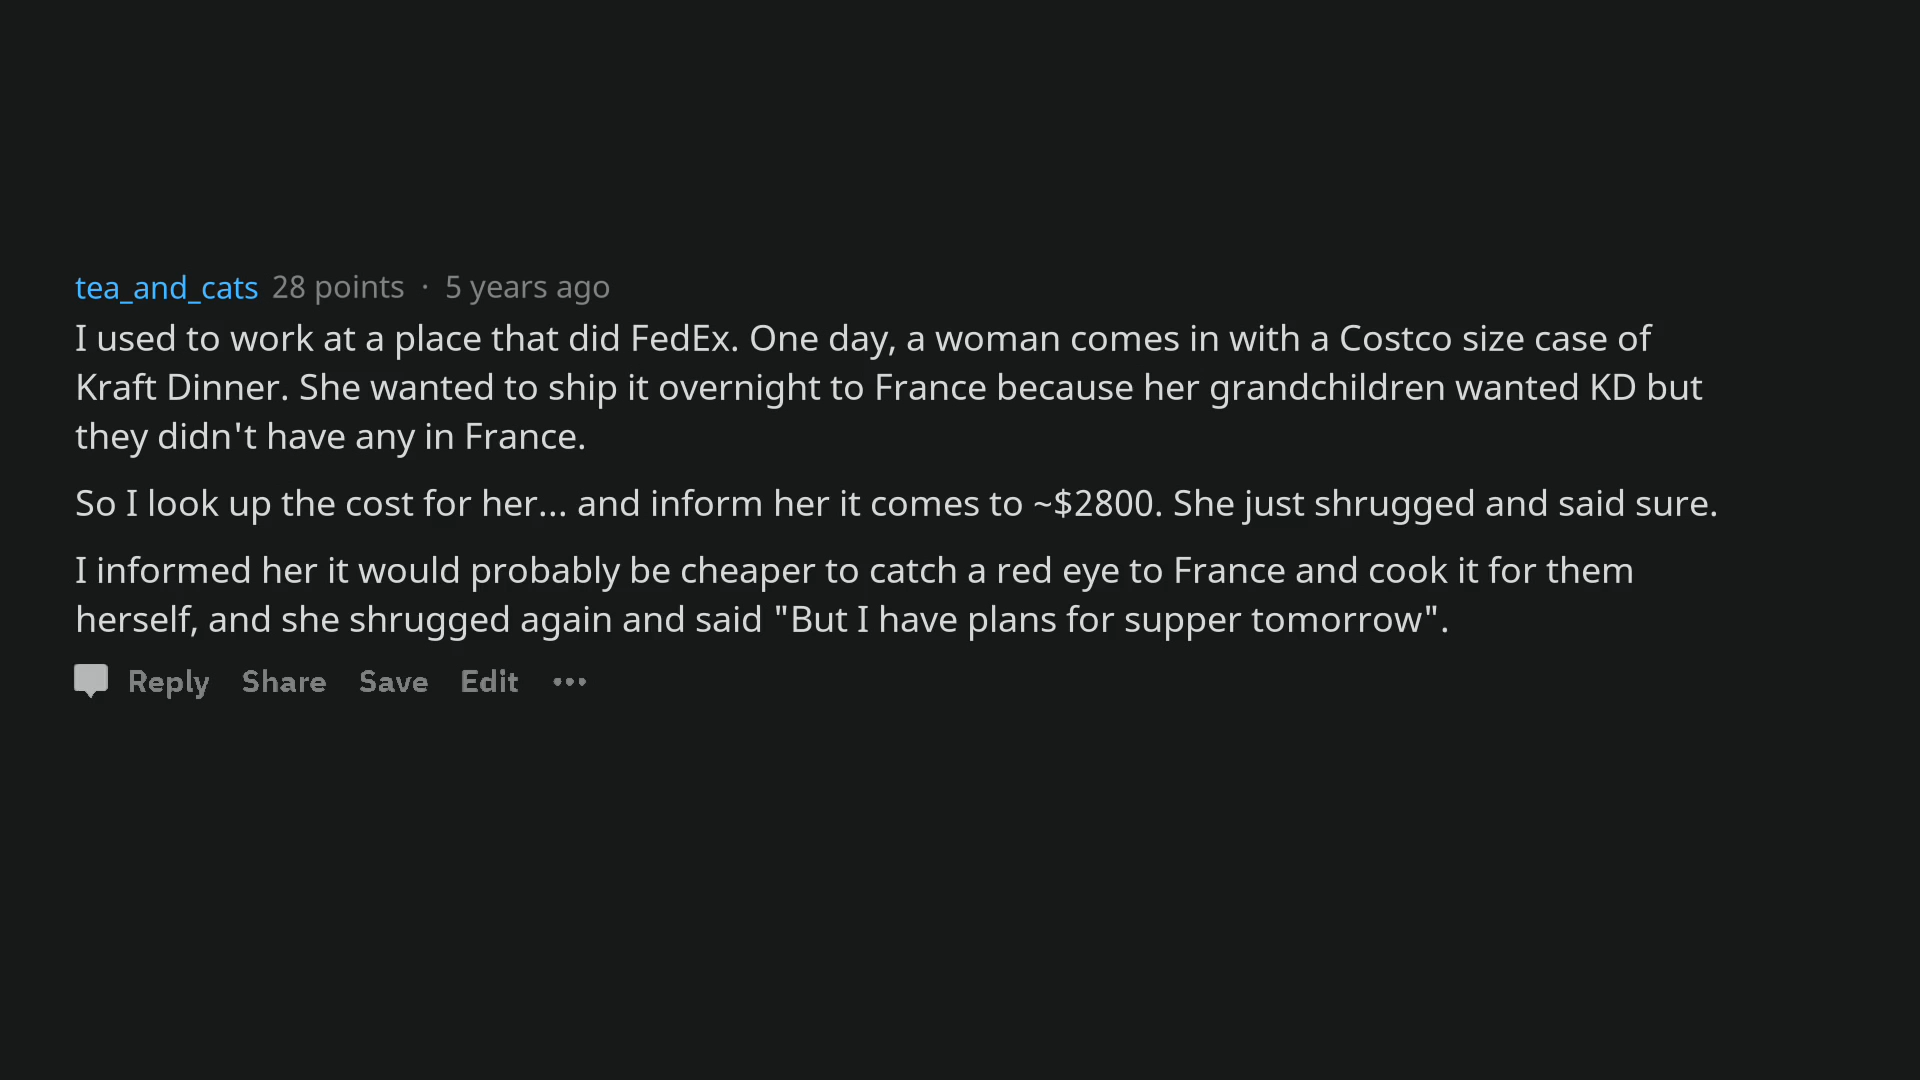 tea_and_cats 28 points · 5 years ago
I used to work at a place that did FedEx. One day, a woman comes in with a Costco size case of
Kraft Dinner. She wanted to ship it overnight to France because her grandchildren wanted KD but
they didn't have any in France.
So I look up the cost for her... and inform her it comes to ~$2800. She just shrugged and said sure.
I informed her it would probably be cheaper to catch a red eye to France and cook it for them
herself, and she shrugged again and said "But I have plans for supper tomorrow".
Reply Share Save Edit •••